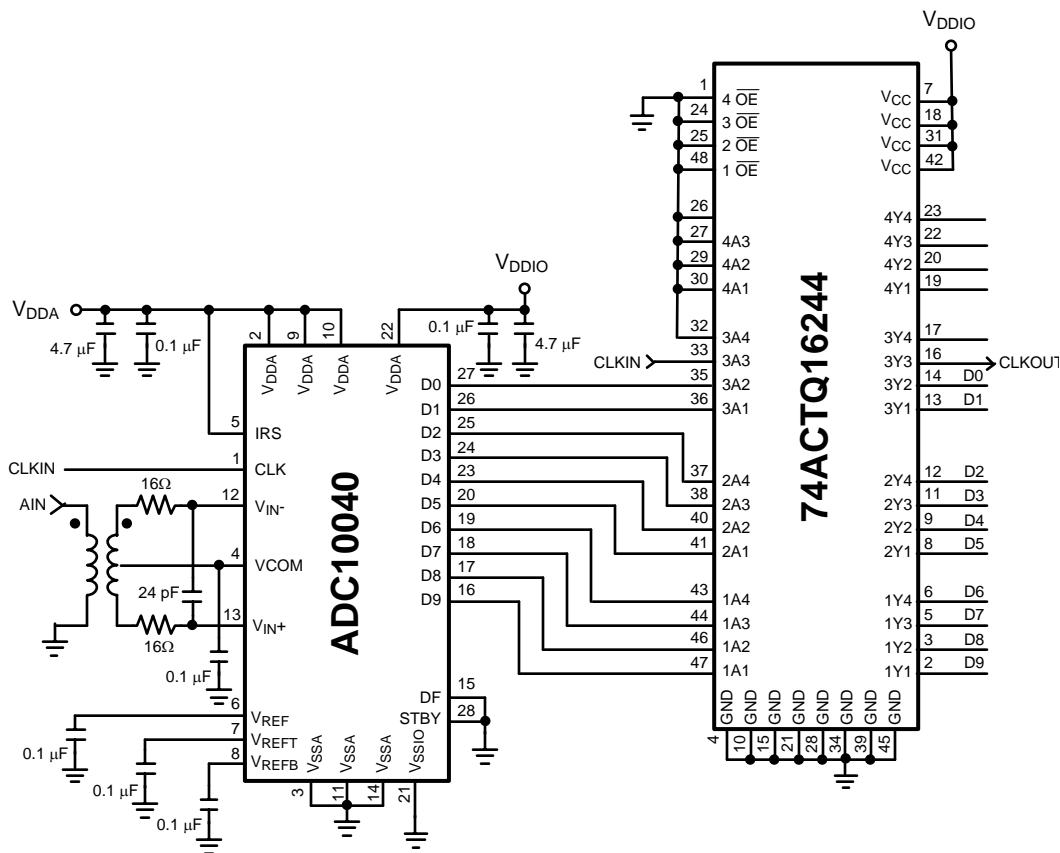 VDDIO
74ACTQ16244
1 4 OE
24 3 OE
25 2 OE
48 1 OE
26
27 4A3
29 4A2
30 4A1
32 3A4
CLKIN 33 3A3
35 3A2
36 3A1
37 2A4
38 2A3
40 2A2
41 2A1
43 1A4
44 1A3
46 1A2
47 1A1
VCC 7
VCC 18
VCC 31
VCC 42
4Y4 23
4Y3 22
4Y2 20
4Y1 19
3Y4 17
3Y3 16 CLKOUT
3Y2 14 D0
3Y1 13 D1
2Y4 12 D2
2Y3 11 D3
2Y2 9 D4
2Y1 8 D5
1Y4 6 D6
1Y3 5 D7
1Y2 3 D8
1Y1 2 D9
GND GND GND GND GND GND GND GND
4 10 15 21 28 34 39 45
VDDA
4.7 µF
0.1 µF
VDDIO
0.1 µF
4.7 µF
2 9 10 22
VDDA VDDA VDDA VDDA
ADC10040
5 IRS
CLKIN 1 CLK
AIN
16Ω
12 VIN-
4 VCOM
24 pF
13 VIN+
16Ω
0.1 µF
6 VREF
0.1 µF
7 VREFT
0.1 µF
8 VREFB
0.1 µF
D0 27
D1 26
D2 25
D3 24
D4 23
D5 20
D6 19
D7 18
D8 17
D9 16
DF 15
STBY 28
VSSA VSSA VSSA VSSIO
3 11 14 21